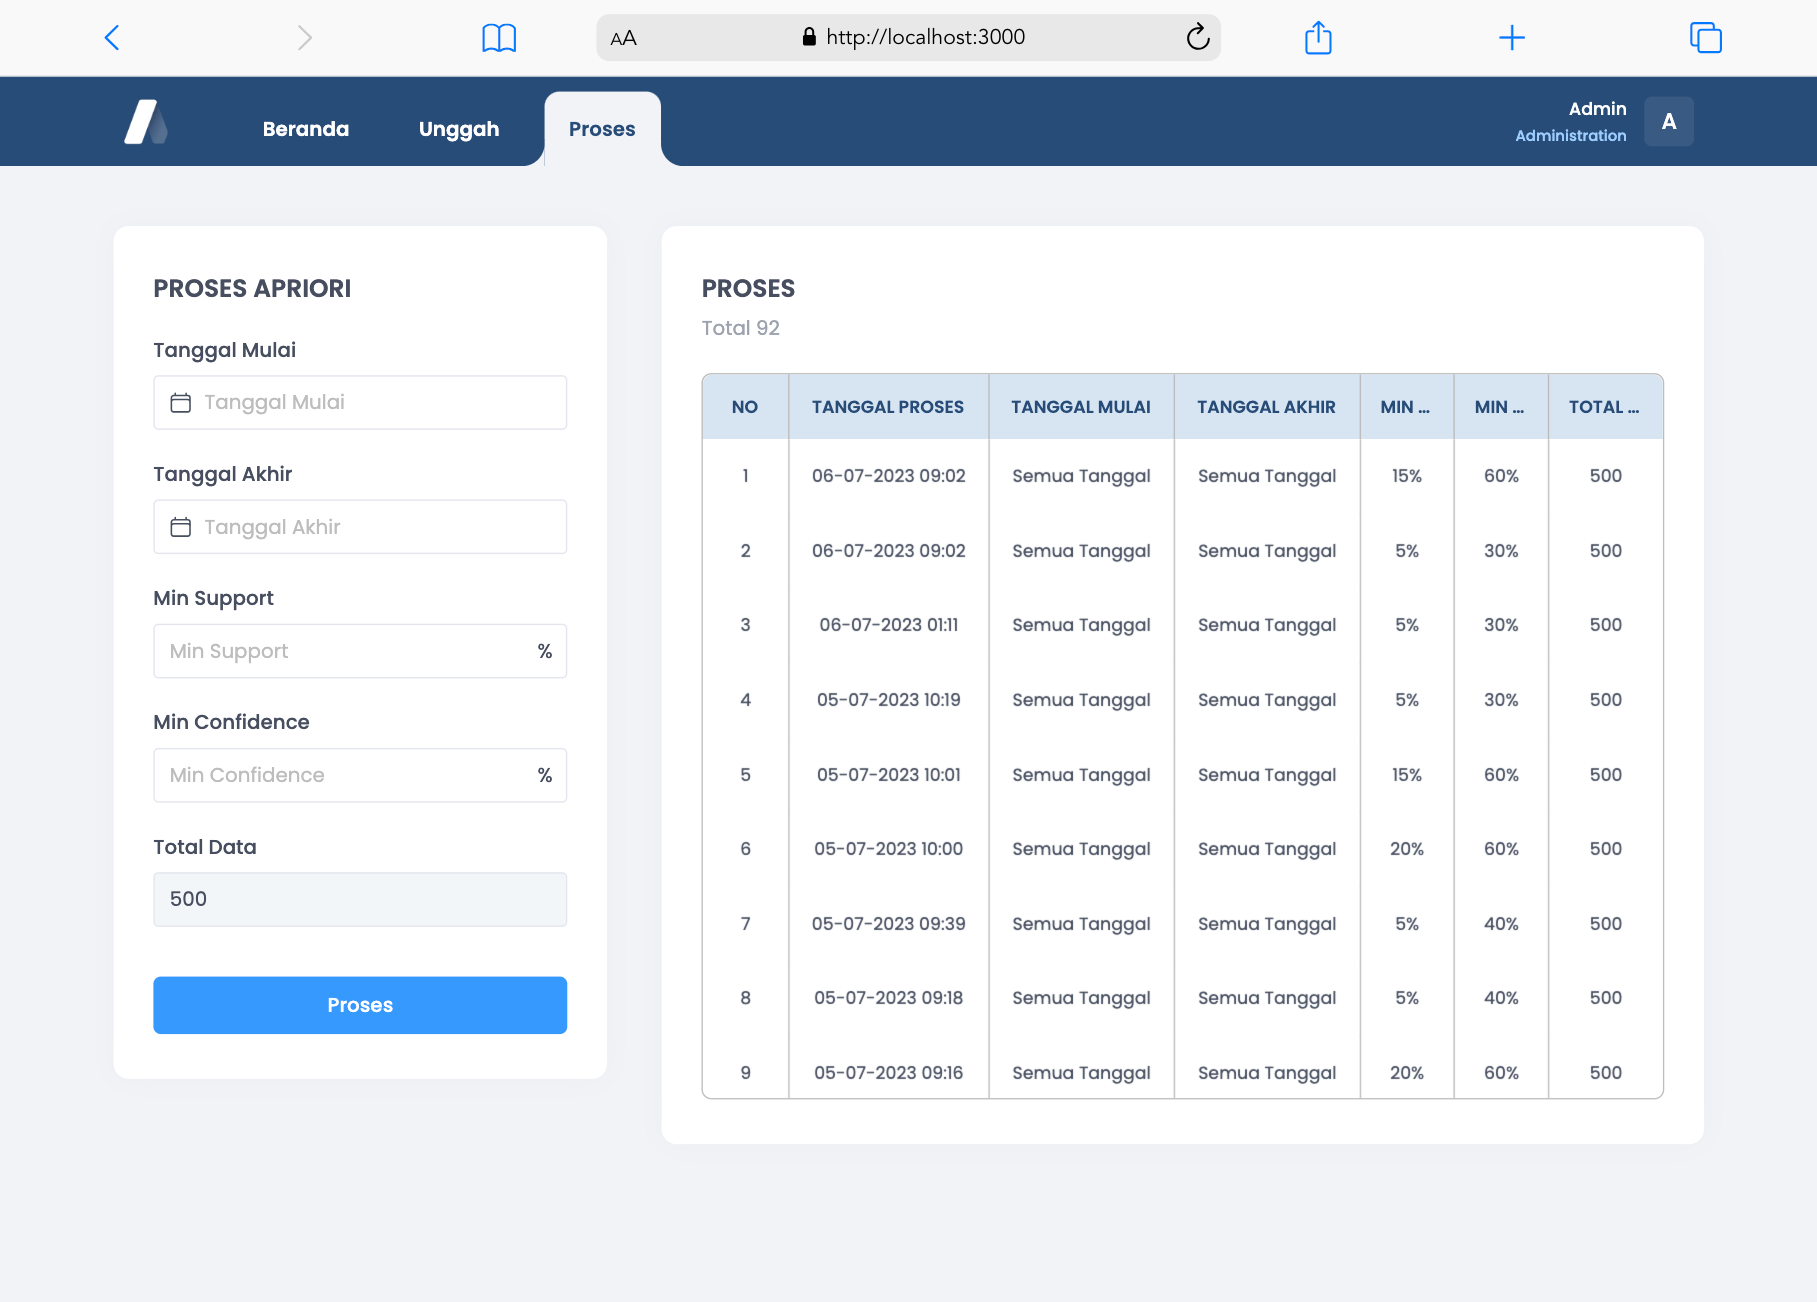 AA http://localhost:3000
Beranda Unggah Proses
Admin
Administration
A
PROSES APRIORI
Tanggal Mulai
Tanggal Mulai
Tanggal Akhir
Tanggal Akhir
Min Support
Min Support %
Min Confidence
Min Confidence %
Total Data
500
Proses
PROSES
Total 92
NO TANGGAL PROSES TANGGAL MULAI TANGGAL AKHIR MIN ... MIN ... TOTAL ...
1 06-07-2023 09:02 Semua Tanggal Semua Tanggal 15% 60% 500
2 06-07-2023 09:02 Semua Tanggal Semua Tanggal 5% 30% 500
3 06-07-2023 01:11 Semua Tanggal Semua Tanggal 5% 30% 500
4 05-07-2023 10:19 Semua Tanggal Semua Tanggal 5% 30% 500
5 05-07-2023 10:01 Semua Tanggal Semua Tanggal 15% 60% 500
6 05-07-2023 10:00 Semua Tanggal Semua Tanggal 20% 60% 500
7 05-07-2023 09:39 Semua Tanggal Semua Tanggal 5% 40% 500
8 05-07-2023 09:18 Semua Tanggal Semua Tanggal 5% 40% 500
9 05-07-2023 09:16 Semua Tanggal Semua Tanggal 20% 60% 500